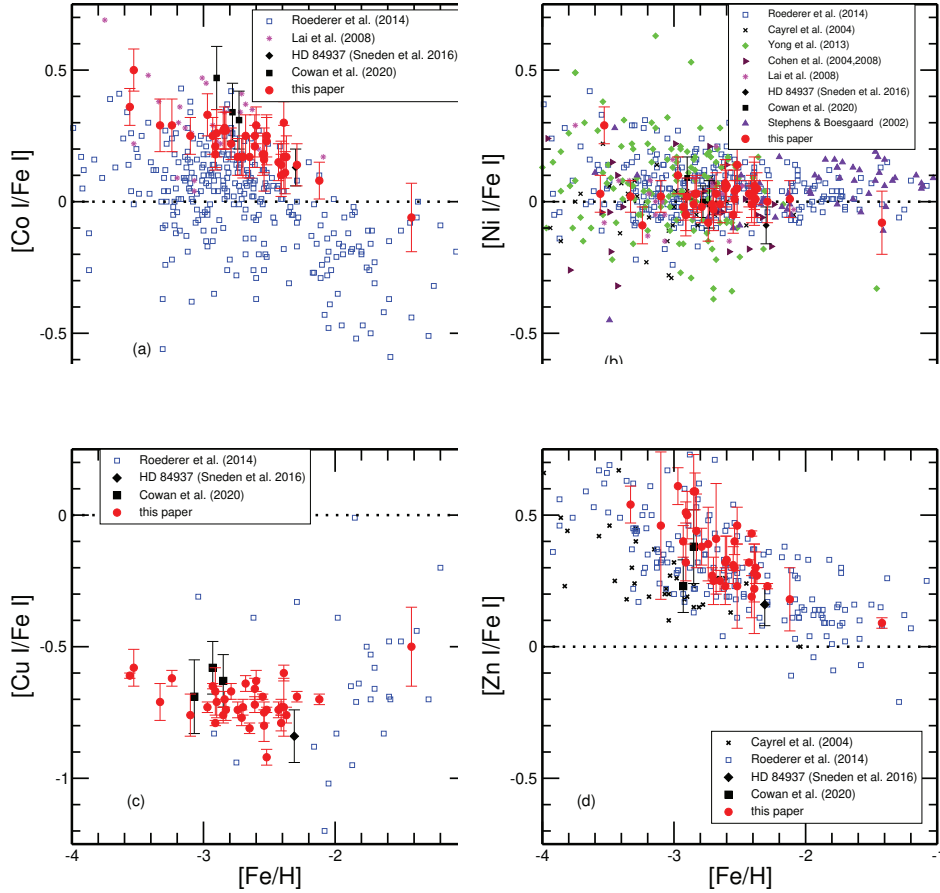 Roederer et al. (2014)
Lai et al. (2008)
HD 84937 (Sneden et al. 2016)
Cowan et al. (2020)
this paper
0.5
0
-0.5
[Co I/Fe I]
(a)
Roederer et al. (2014)
Cayrel et al. (2004)
Yong et al. (2013)
Cohen et al. (2004,2008)
Lai et al. (2008)
HD 84937 (Sneden et al. 2016)
Cowan et al. (2020)
Stephens & Boesgaard (2002)
this paper
0.5
0
-0.5
[Ni I/Fe I]
(b)
Roederer et al. (2014)
HD 84937 (Sneden et al. 2016)
Cowan et al. (2020)
this paper
0
-0.5
-1
[Cu I/Fe I]
(c)
-4 -3 -2
[Fe/H]
0.5
0
-0.5
[Zn I/Fe I]
Cayrel et al. (2004)
Roederer et al. (2014)
HD 84937 (Sneden et al. 2016)
Cowan et al. (2020)
this paper
(d)
-4 -3 -2 -1
[Fe/H]